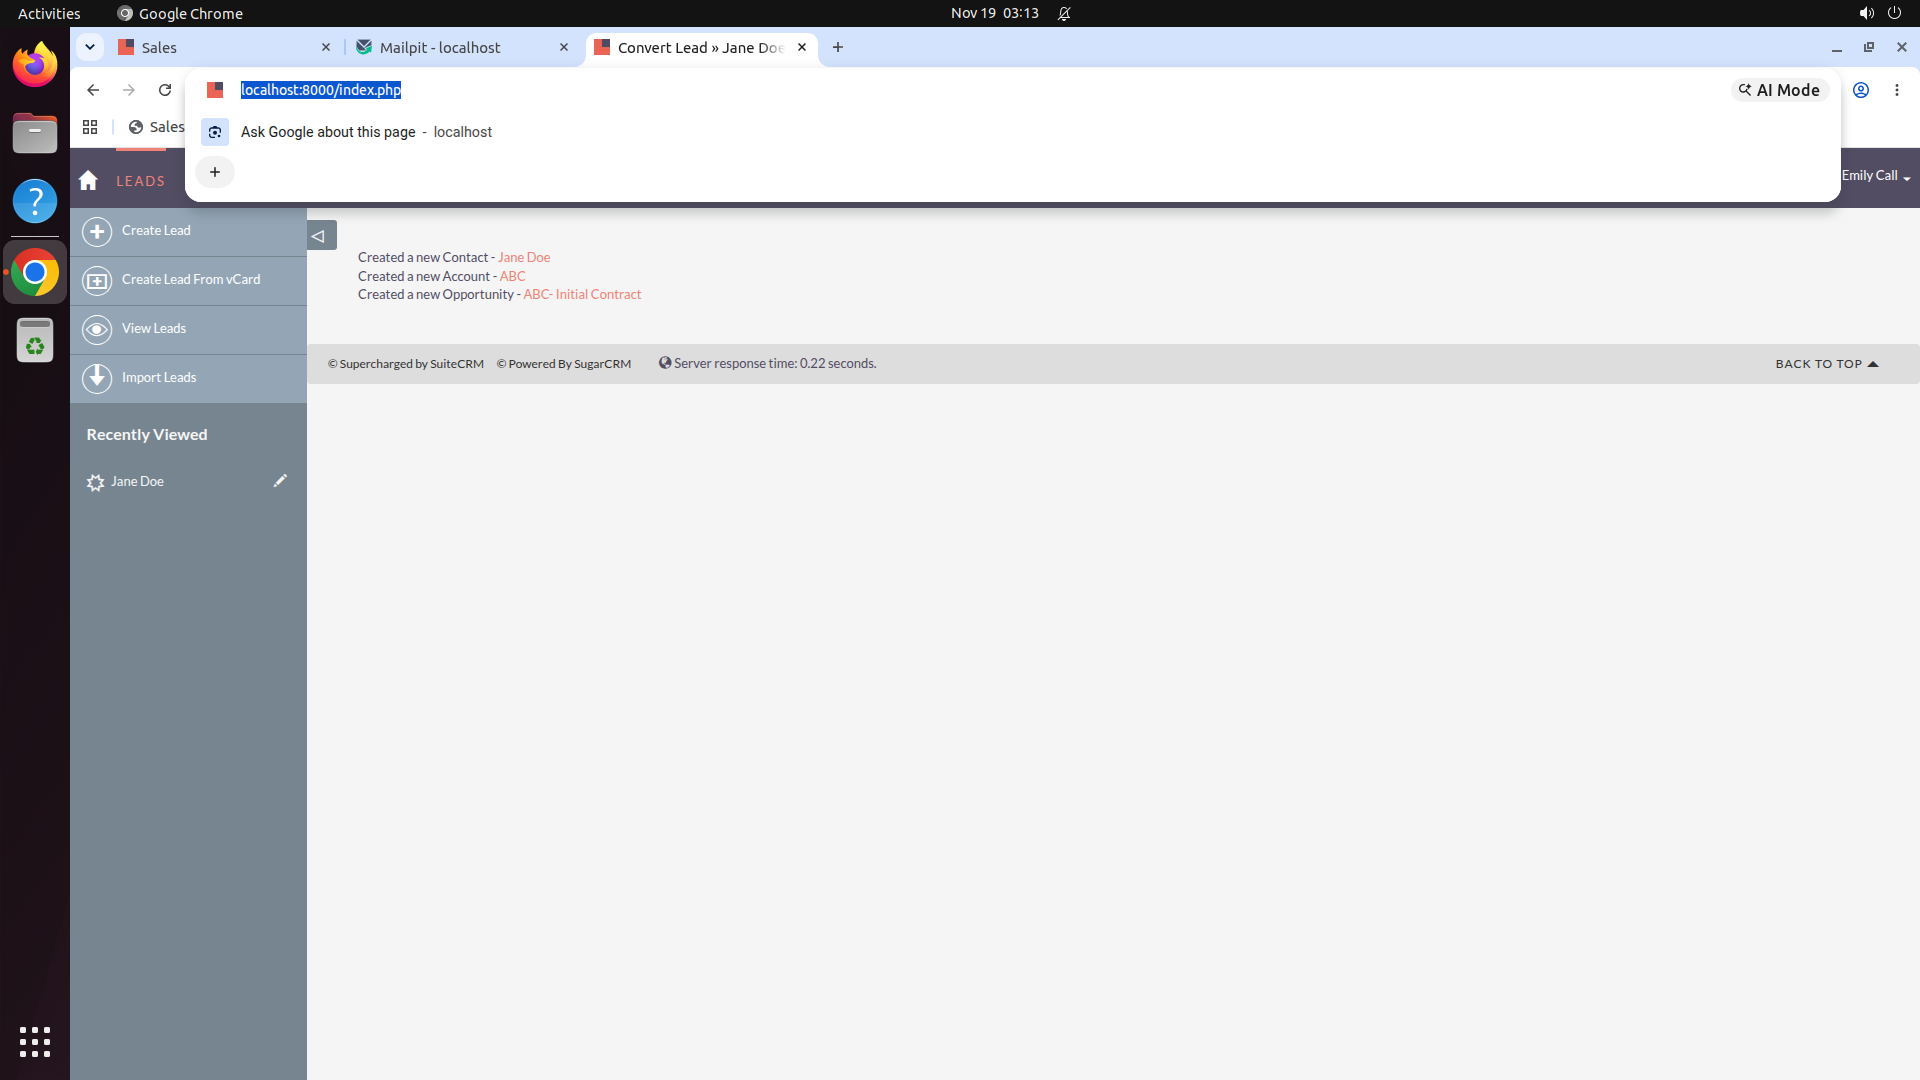 Activities
Google Chrome
Nov 19 03:13
Sales
Mailpit - localhost
Convert Lead » Jane Doe
localhost:8000/index.php
AI Mode
Sales
Ask Google about this page - localhost
LEADS
Emily Call
Create Lead
Create Lead From vCard
View Leads
Import Leads
Recently Viewed
Jane Doe
Created a new Contact - Jane Doe
Created a new Account - ABC
Created a new Opportunity - ABC- Initial Contract
© Supercharged by SuiteCRM © Powered By SugarCRM Server response time: 0.22 seconds.
BACK TO TOP